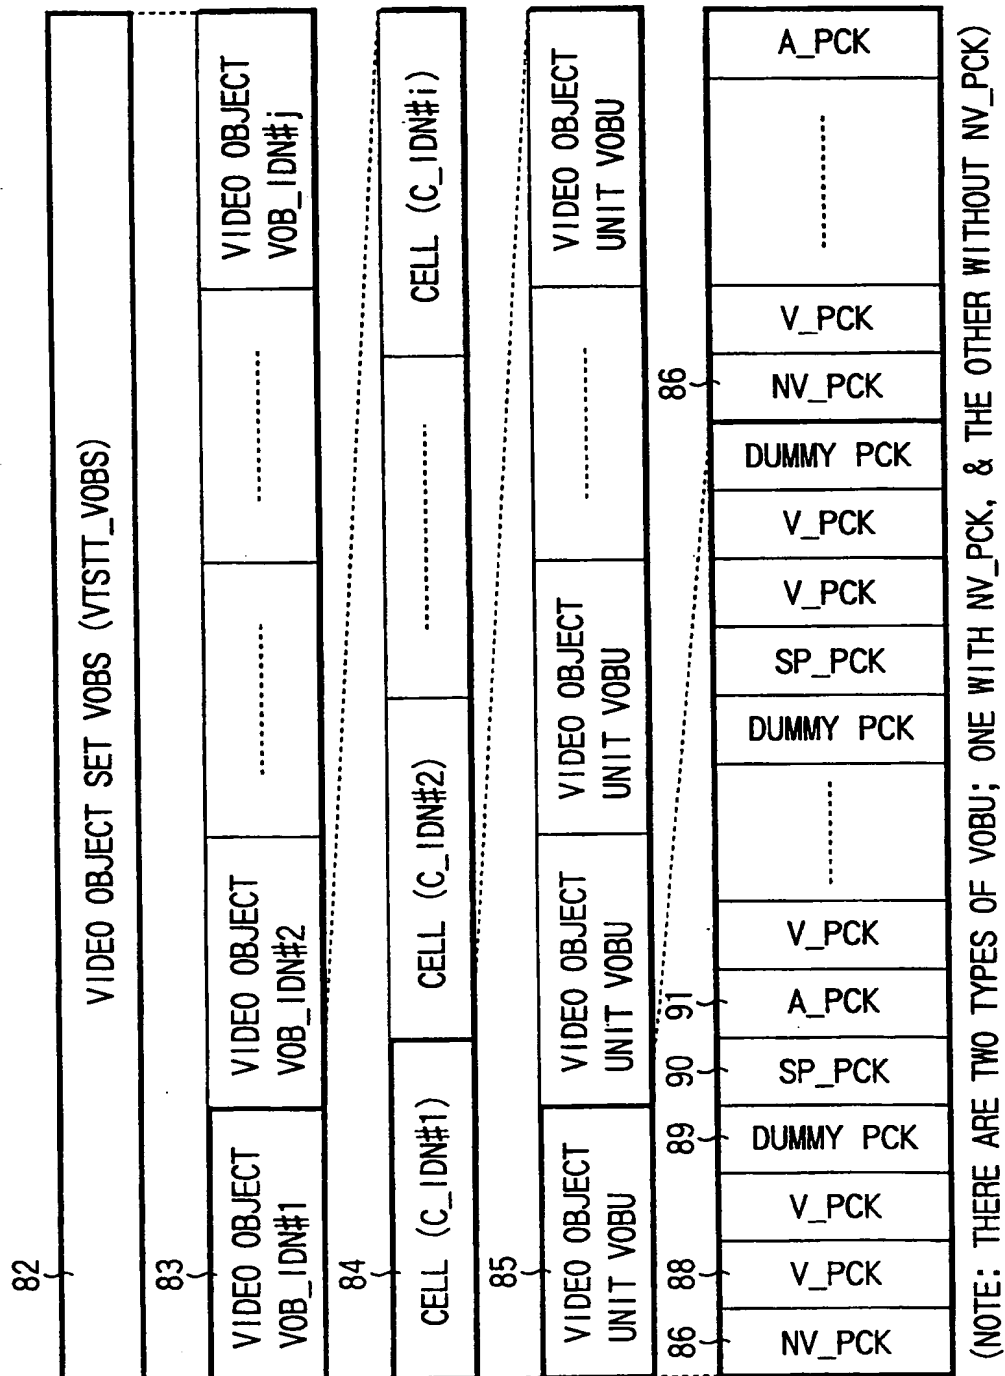 82
VIDEO OBJECT SET VOBS (VTSTT_VOBS)
83
VIDEO OBJECT
VOB_IDN#1
VIDEO OBJECT
VOB_IDN#2
VIDEO OBJECT
VOB_IDN#j
84
CELL (C_IDN#1)
CELL (C_IDN#2)
CELL (C_IDN#i)
85
VIDEO OBJECT
UNIT VOBU
VIDEO OBJECT
UNIT VOBU
VIDEO OBJECT
UNIT VOBU
VIDEO OBJECT
UNIT VOBU
86
88
89
90
91
86
NV_PCK
V_PCK
V_PCK
DUMMY PCK
SP_PCK
A_PCK
V_PCK
DUMMY PCK
SP_PCK
V_PCK
V_PCK
DUMMY PCK
NV_PCK
V_PCK
A_PCK
(NOTE: THERE ARE TWO TYPES OF VOBU; ONE WITH NV_PCK, & THE OTHER WITHOUT NV_PCK)